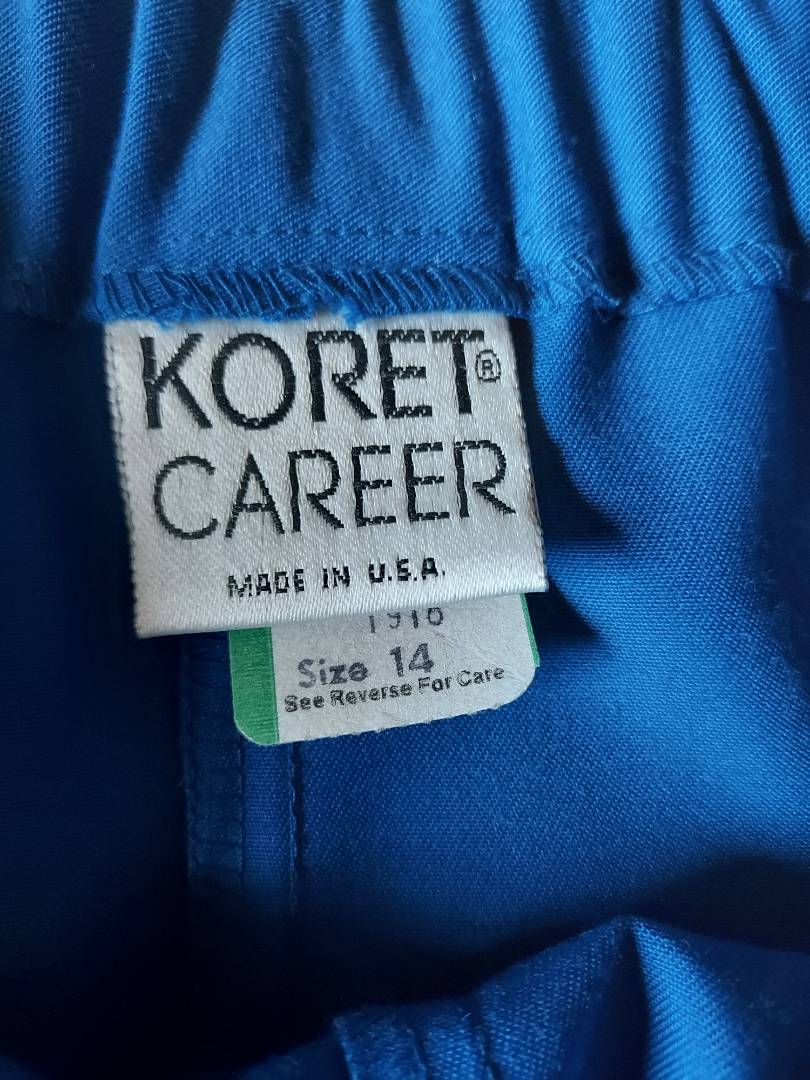 KORET®
CAREER
MADE IN U.S.A.
Size 14
See Reverse For Care